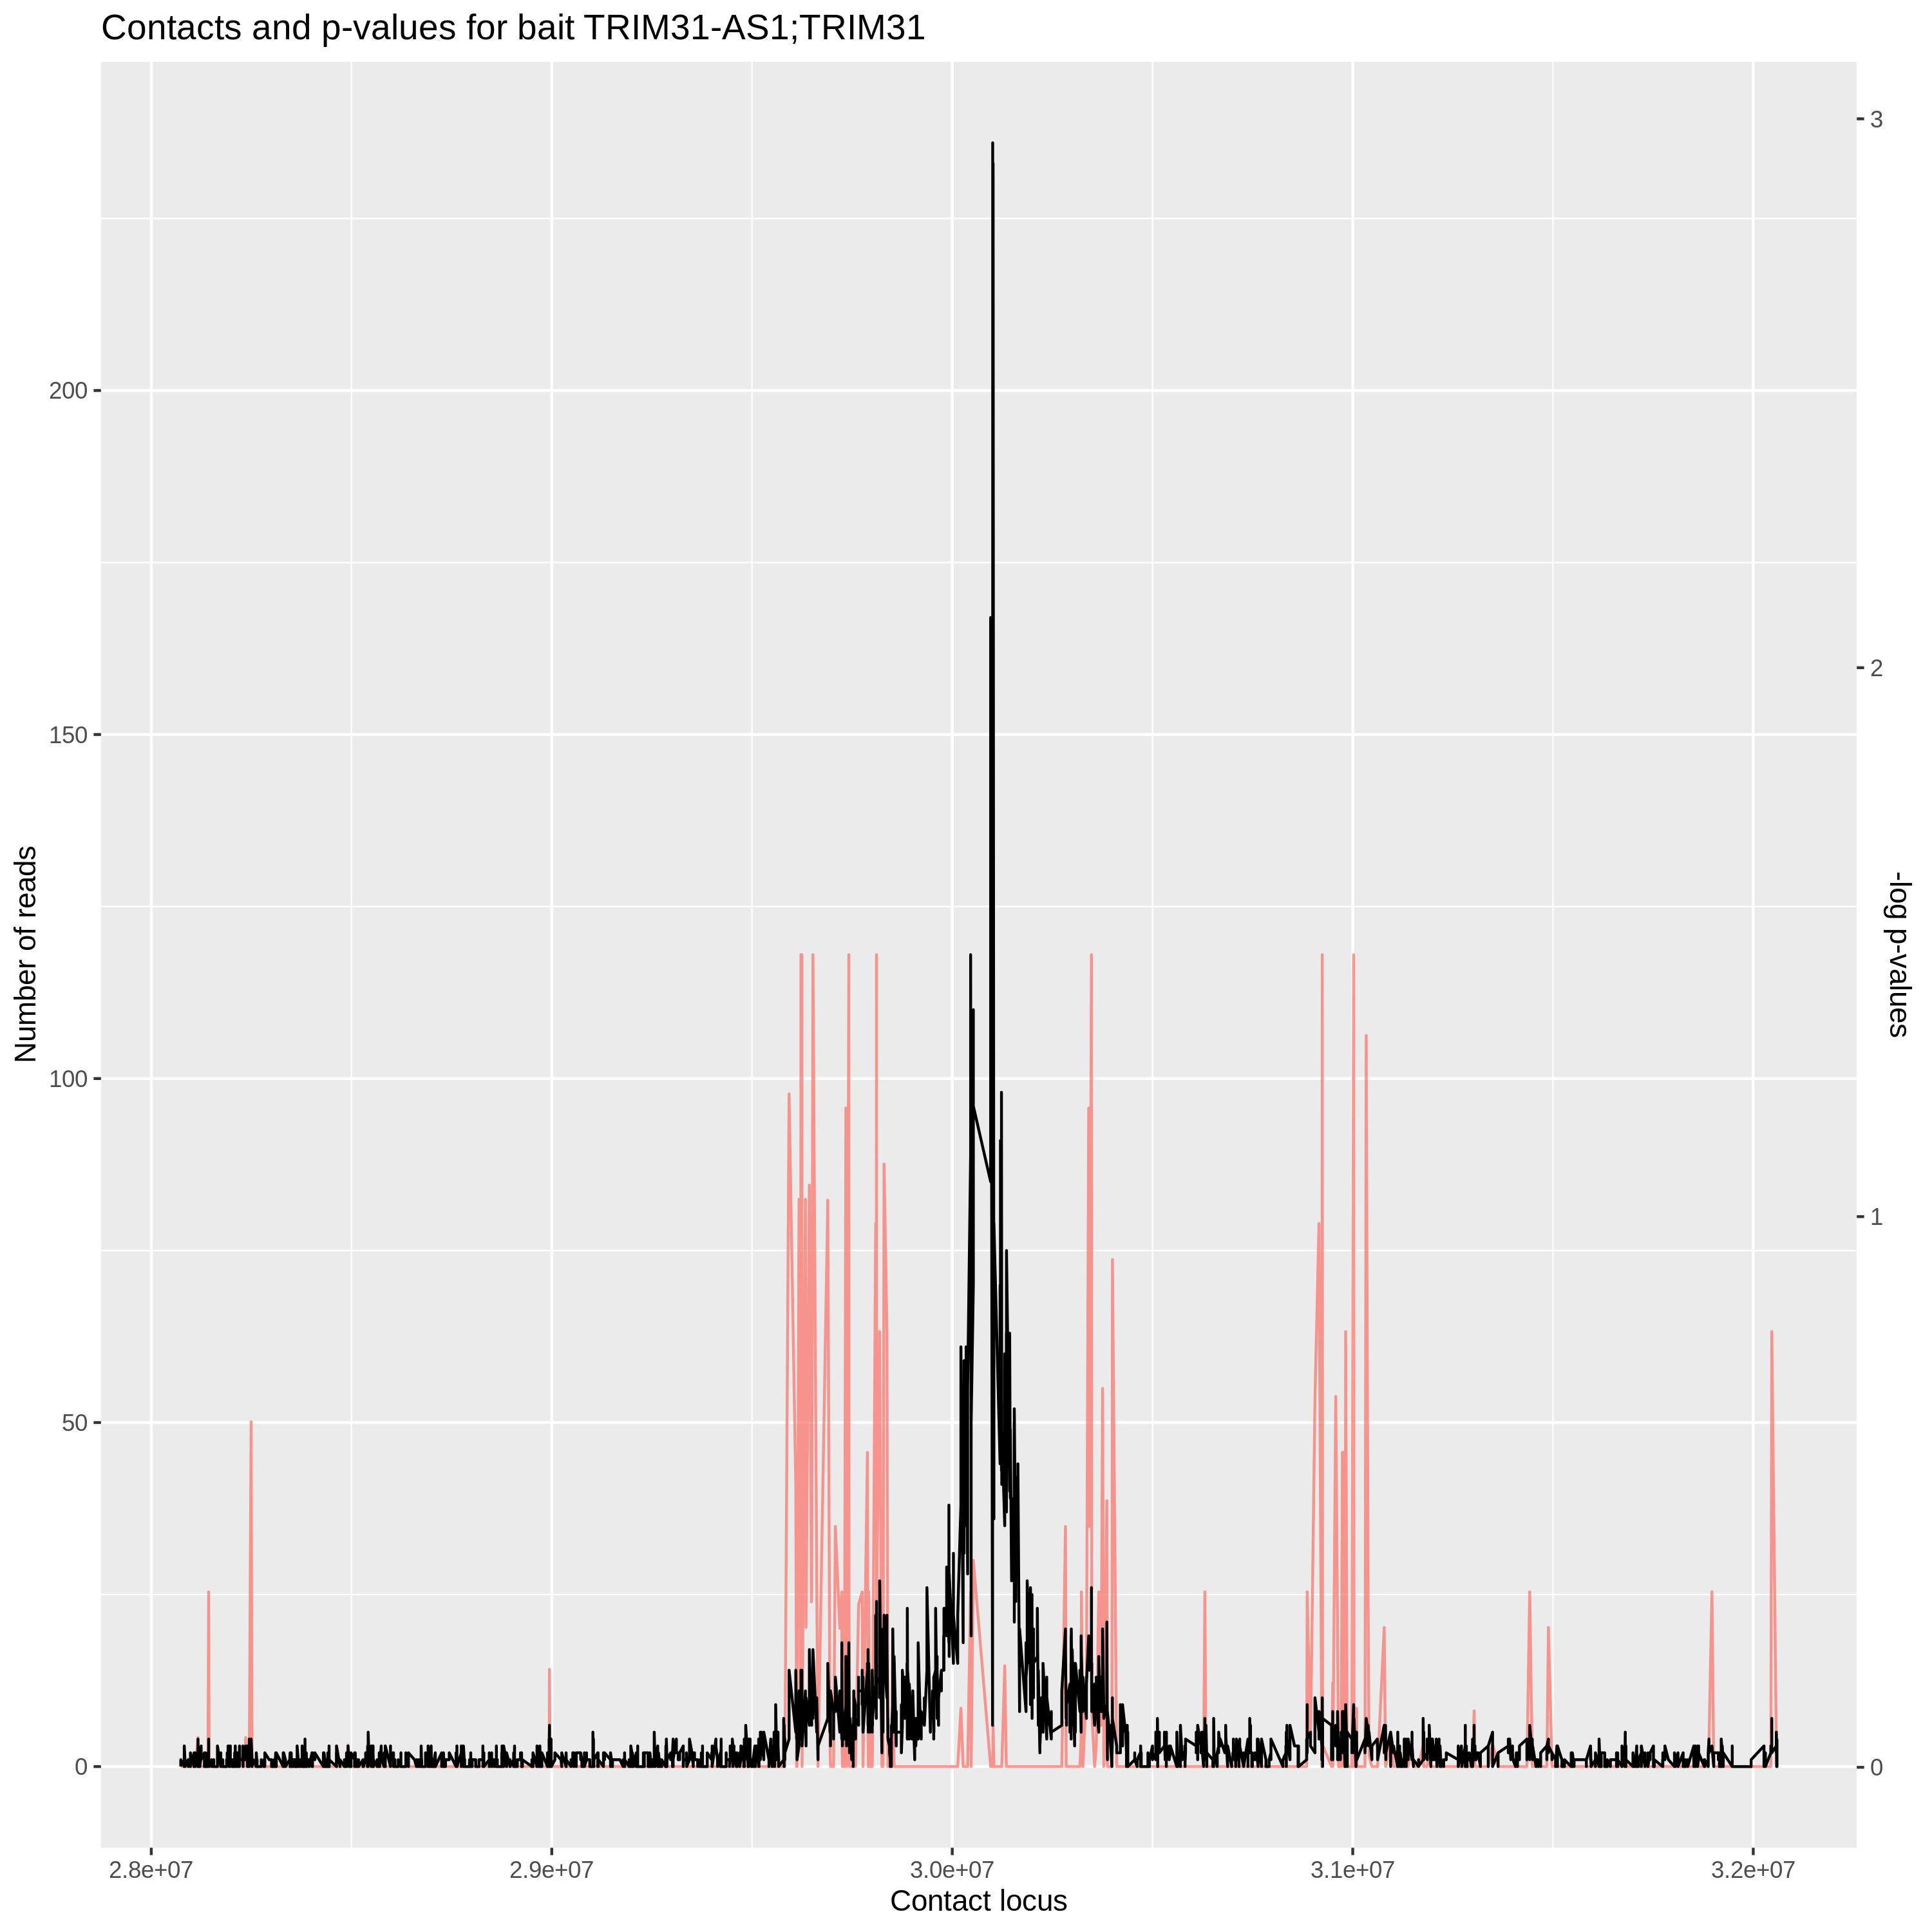 Contacts and p-values for bait TRIM31-AS1;TRIM31
3
200
2
150
Number of reads
-log p-values
100
1
50
0
0
2.8e+07 2.9e+07 3.0e+07 3.1e+07 3.2e+07
Contact locus